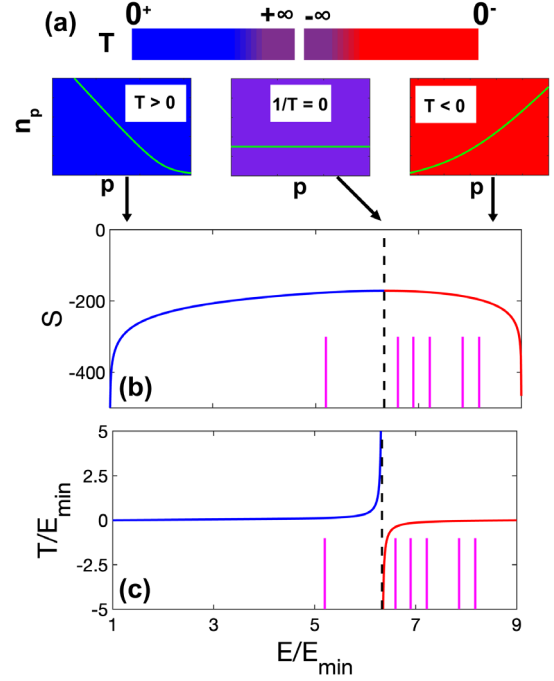 (a)
0⁺ +∞ -∞ 0⁻
T
T > 0 1/T = 0 T < 0
nₚ
p p p
0
-200
-400
S
(b)
5
2.5
0
-2.5
-5
T/E_min
(c)
1 3 5 7 9
E/E_min